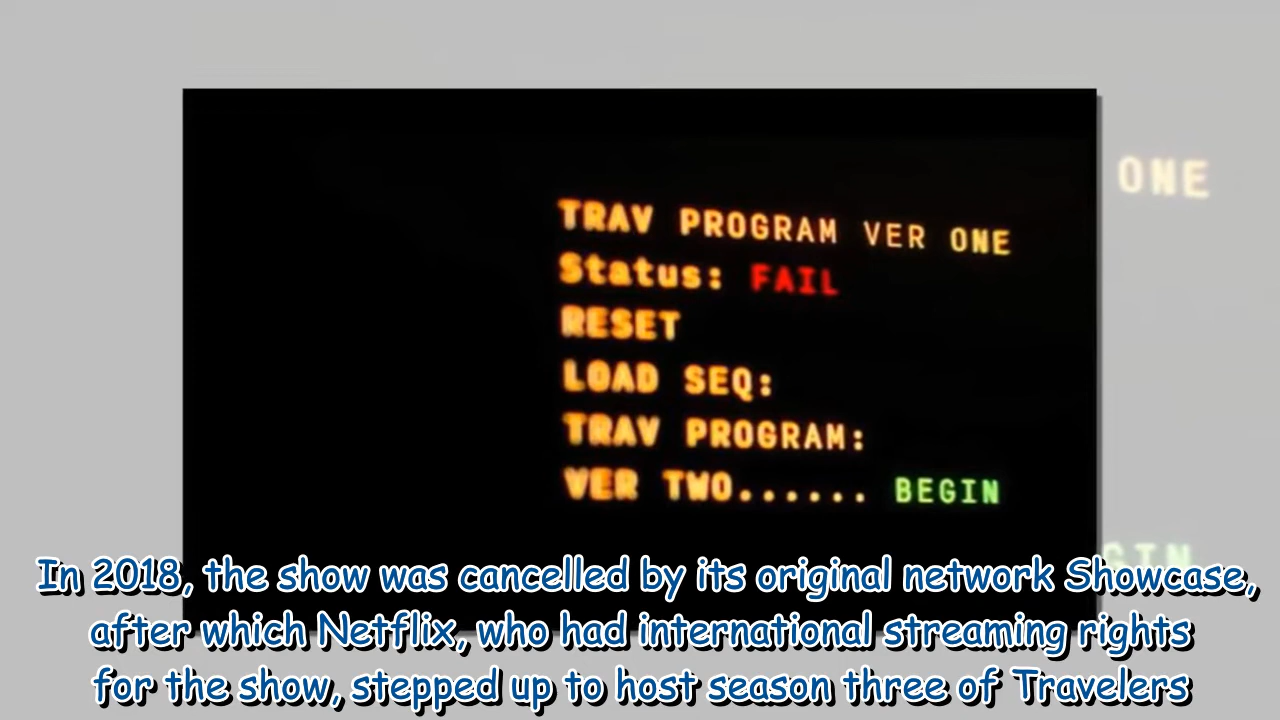 ONE
TRAV PROGRAM VER ONE
Status: FAIL
RESET
LOAD SEQ:
TRAV PROGRAM:
VER TWO...... BEGIN
GIN
In 2018, the show was cancelled by its original network Showcase,
after which Netflix, who had international streaming rights
for the show, stepped up to host season three of Travelers